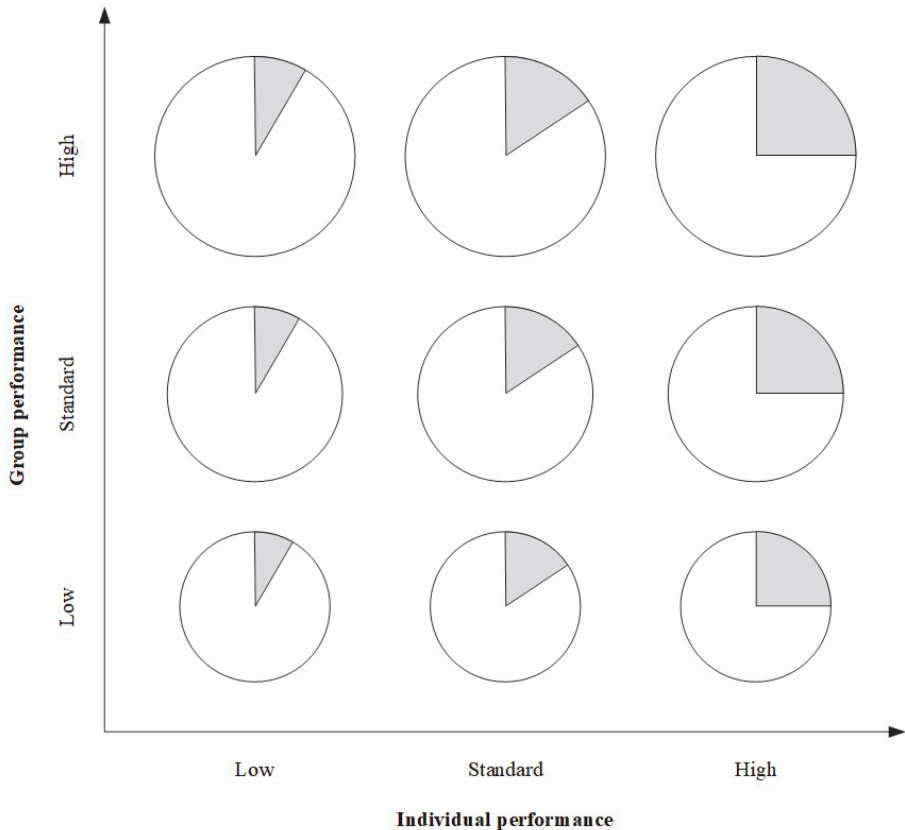 High
Standard
Low
Group performance
Low Standard High
Individual performance